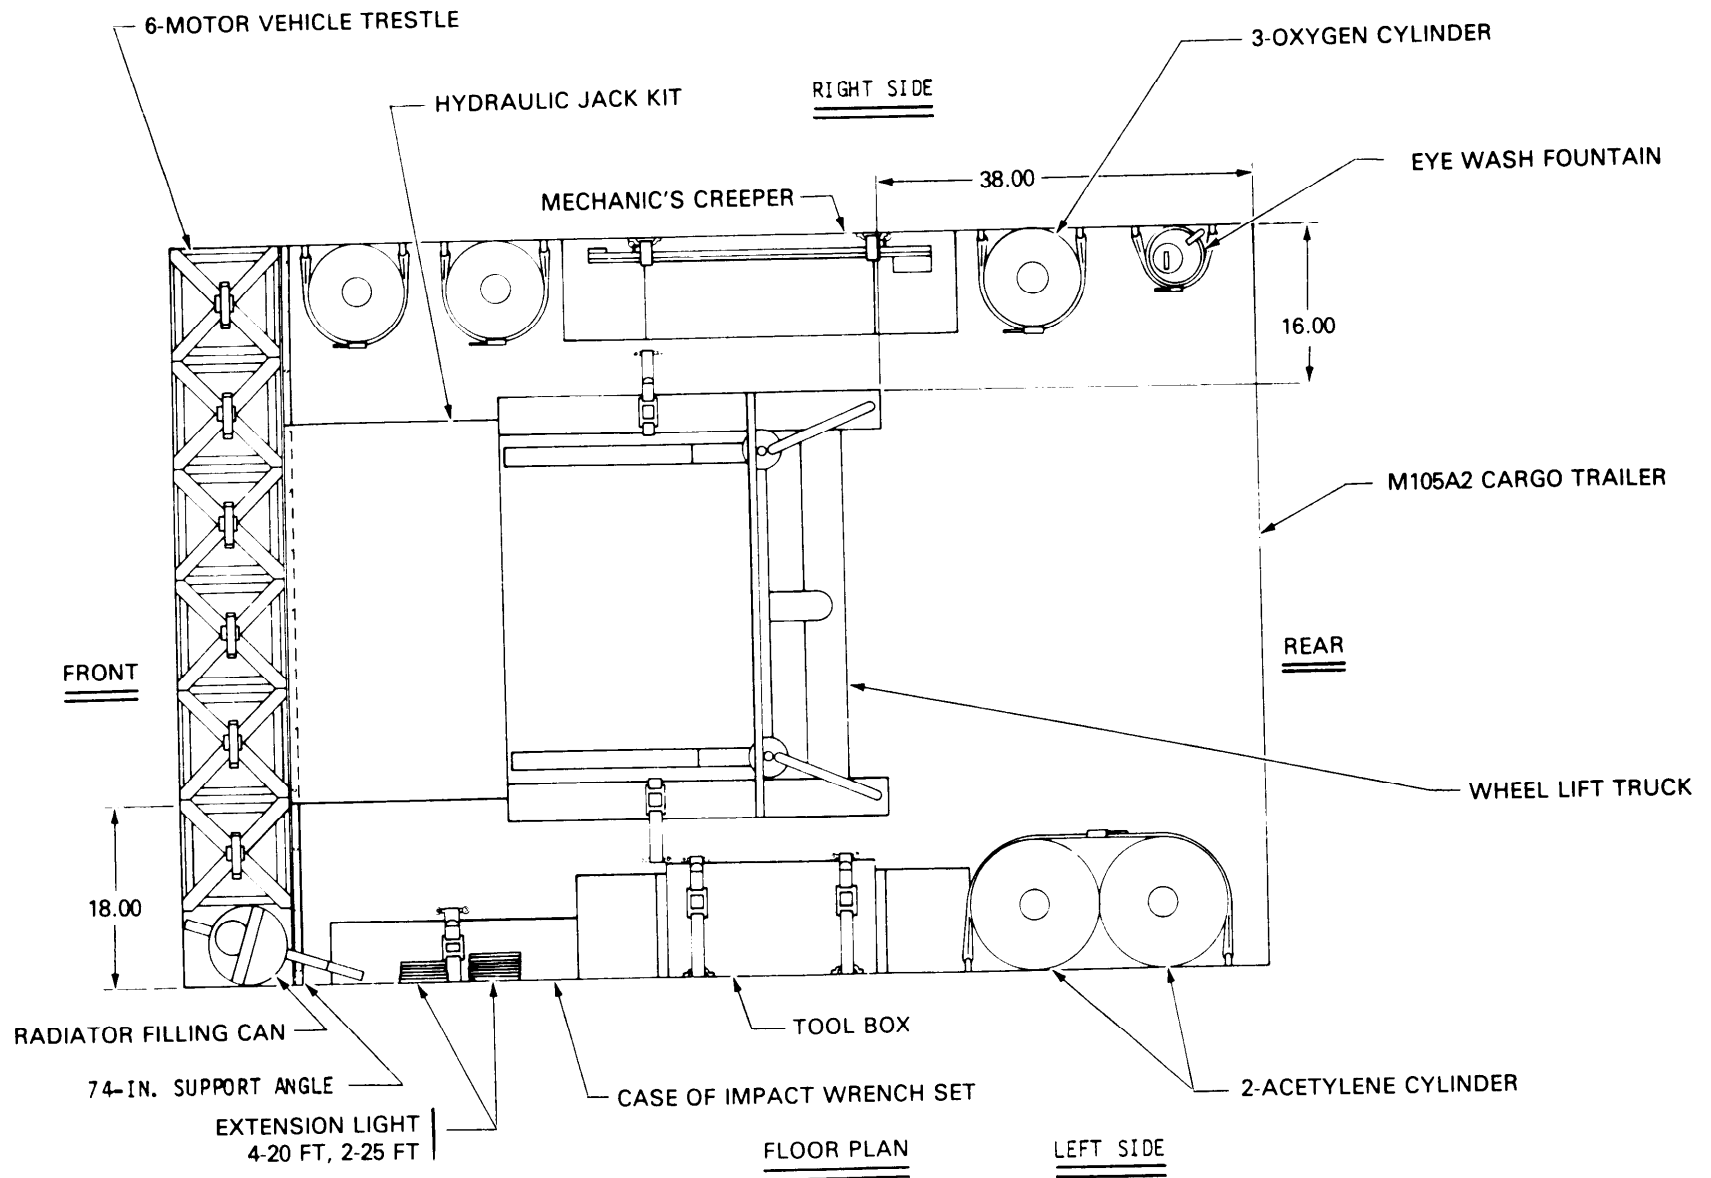 6-MOTOR VEHICLE TRESTLE
3-OXYGEN CYLINDER
HYDRAULIC JACK KIT
RIGHT SIDE
EYE WASH FOUNTAIN
MECHANIC'S CREEPER
38.00
16.00
M105A2 CARGO TRAILER
FRONT
REAR
WHEEL LIFT TRUCK
18.00
RADIATOR FILLING CAN
TOOL BOX
74-IN. SUPPORT ANGLE
CASE OF IMPACT WRENCH SET
2-ACETYLENE CYLINDER
EXTENSION LIGHT
4-20 FT, 2-25 FT
FLOOR PLAN
LEFT SIDE